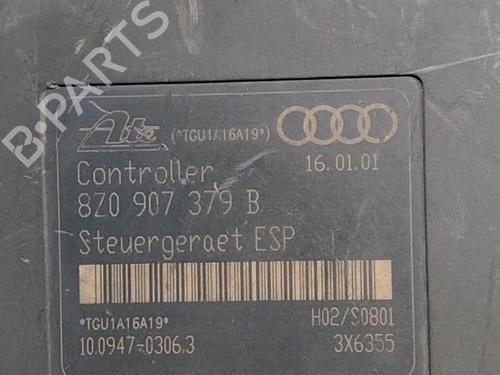 B-PARTS
Ate (*TGU1A16A19*)
Controller 16.01.01
8Z0 907 379 B
Steuergeraet ESP
*TGU1A16A19* H02/S0801
10.0947-0306.3 3X6355